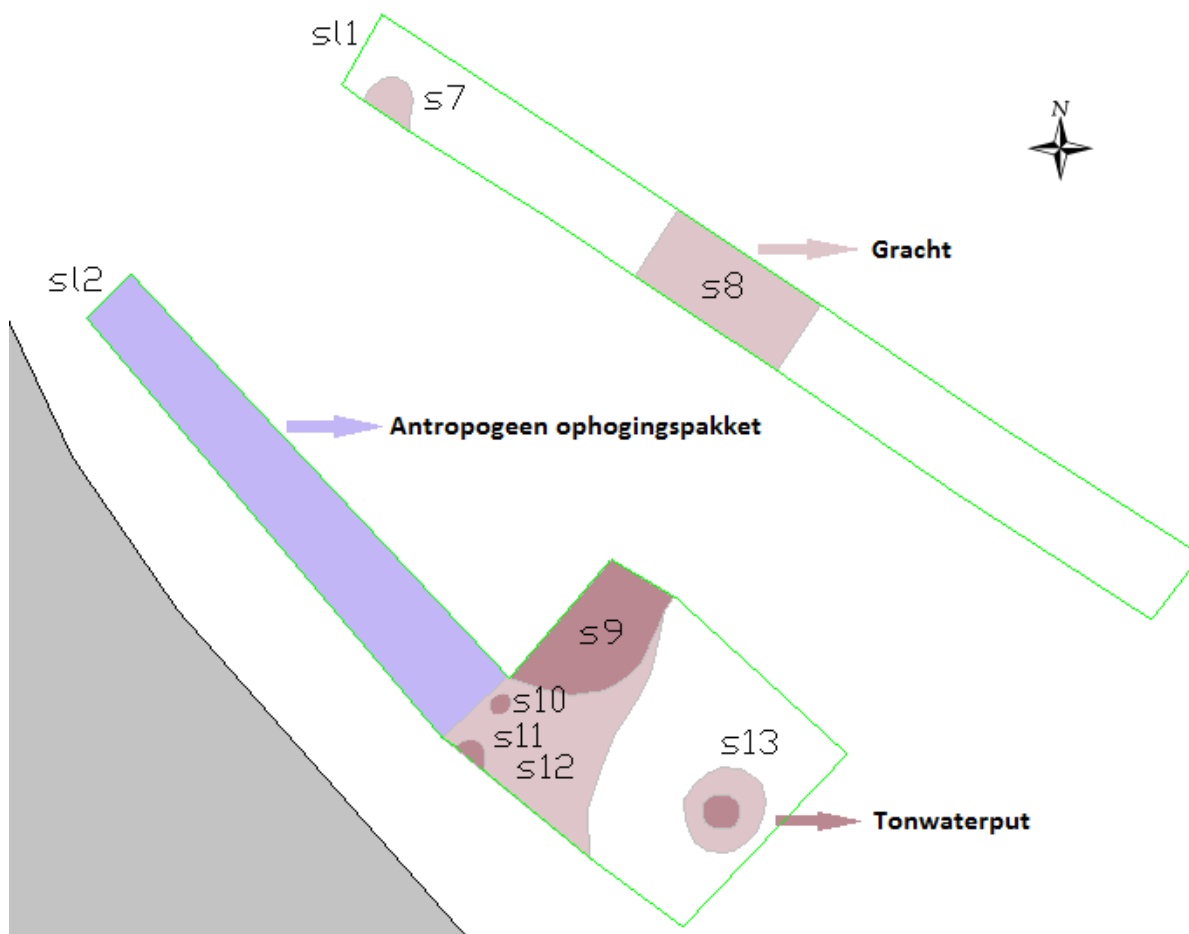 sl1
s7
N
Gracht
s8
sl2
Antropogeen ophogingspakket
s9
s10
s11
s12
s13
Tonwaterput